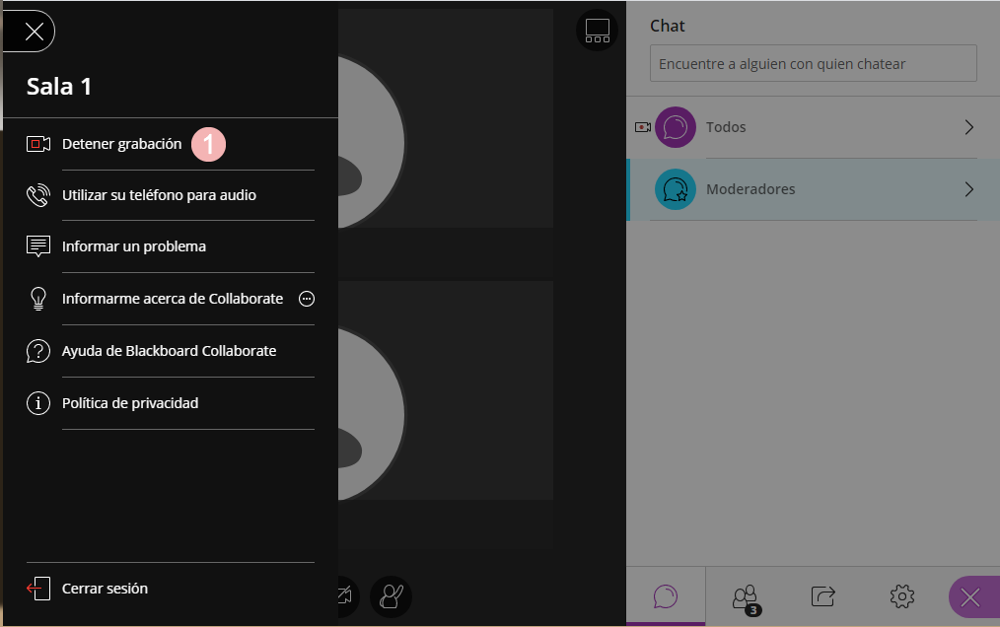 Sala 1
Detener grabación
1
Utilizar su teléfono para audio
Informar un problema
Informarme acerca de Collaborate
Ayuda de Blackboard Collaborate
Política de privacidad
Cerrar sesión
Chat
Encuentre a alguien con quien chatear
Todos
Moderadores
3